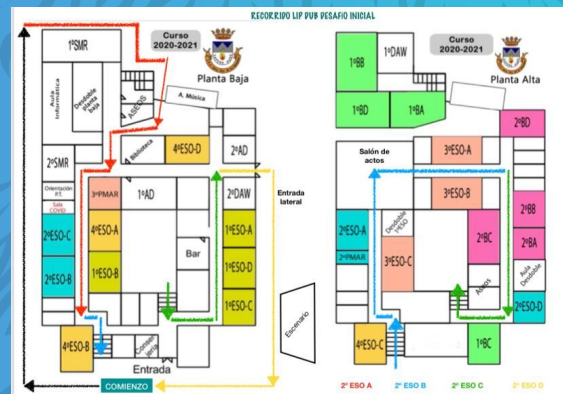 RECORRIDO LIP DUB DESAFIO INICIAL
Curso
2020-2021
Planta Baja
1ºSMR
Aula
Informática
Desdoble
planta
baja
ASEOS
A. Música
Biblioteca
4ºESO-D
2ºAD
2ºSMR
Orientación
P.T.
Sala
COVID
3ºPMAR
1ºAD
2ºDAW
Entrada
lateral
2ºESO-C
4ºESO-A
1ºESO-A
Bar
2ºESO-B
1ºESO-B
1ºESO-D
1ºESO-C
4ºESO-B
Conserjería
Entrada
COMIENZO
Escenario
Curso
2020-2021
Planta Alta
1ºBB
1ºDAW
1ºBD
1ºBA
2ºBD
Salón de
actos
3ºESO-A
3ºESO-B
2ºESO-A
2ºPMAR
Desdoble
1ºESO
3ºESO-C
2ºBC
2ºBB
2ºBA
Aula
Desdoble
Aseos
2ºESO-D
4ºESO-C
1ºBC
2º ESO A
2º ESO B
2º ESO C
2º ESO D